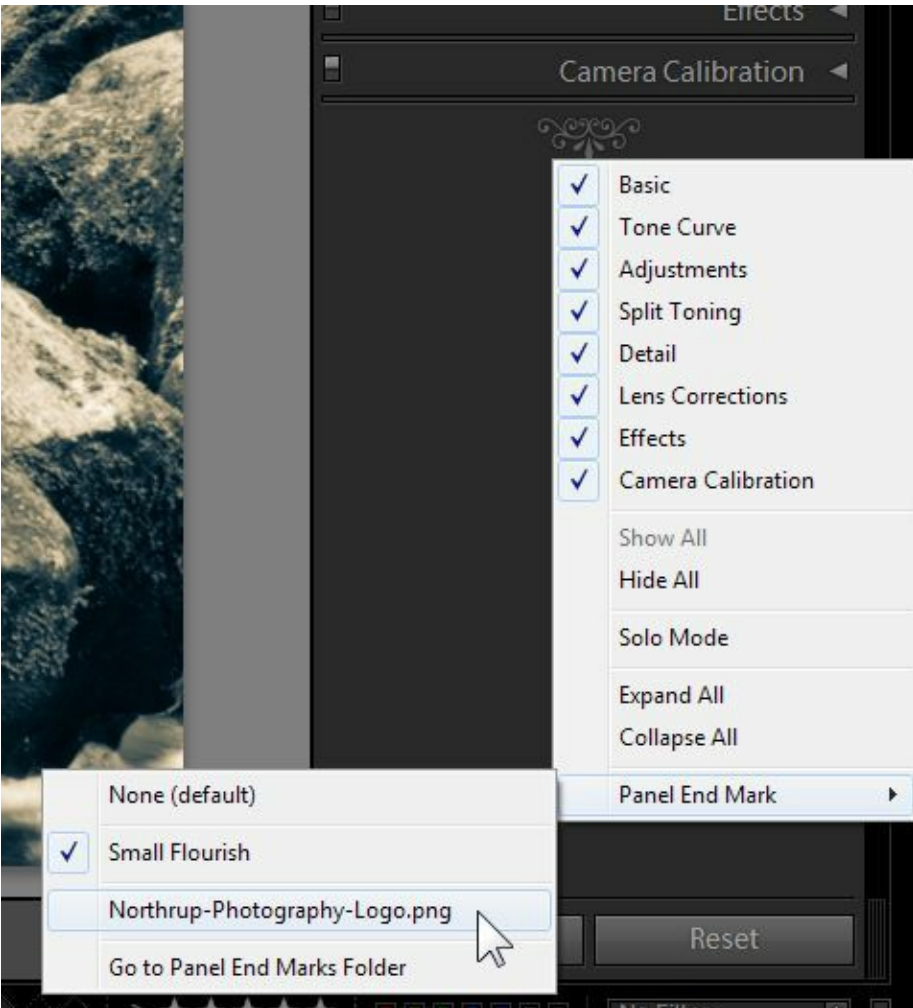 Effects
Camera Calibration
Basic
Tone Curve
Adjustments
Split Toning
Detail
Lens Corrections
Effects
Camera Calibration
Show All
Hide All
Solo Mode
Expand All
Collapse All
Panel End Mark
None (default)
Small Flourish
Northrup-Photography-Logo.png
Go to Panel End Marks Folder
Reset
No Filter